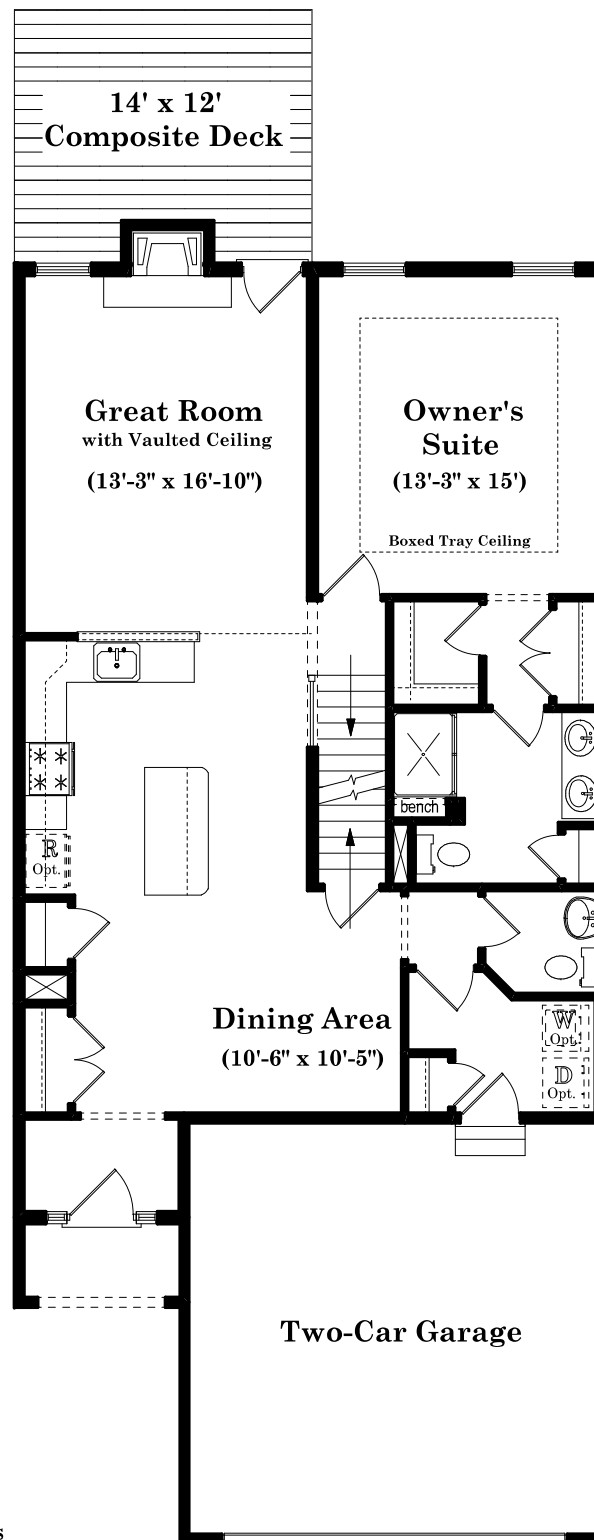 14' x 12'
Composite Deck
Great Room
with Vaulted Ceiling
(13'-3" x 16'-10")
Owner's
Suite
(13'-3" x 15')
Boxed Tray Ceiling
bench
R
Opt.
Dining Area
(10'-6" x 10'-5")
W
Opt.
D
Opt.
Two-Car Garage
s